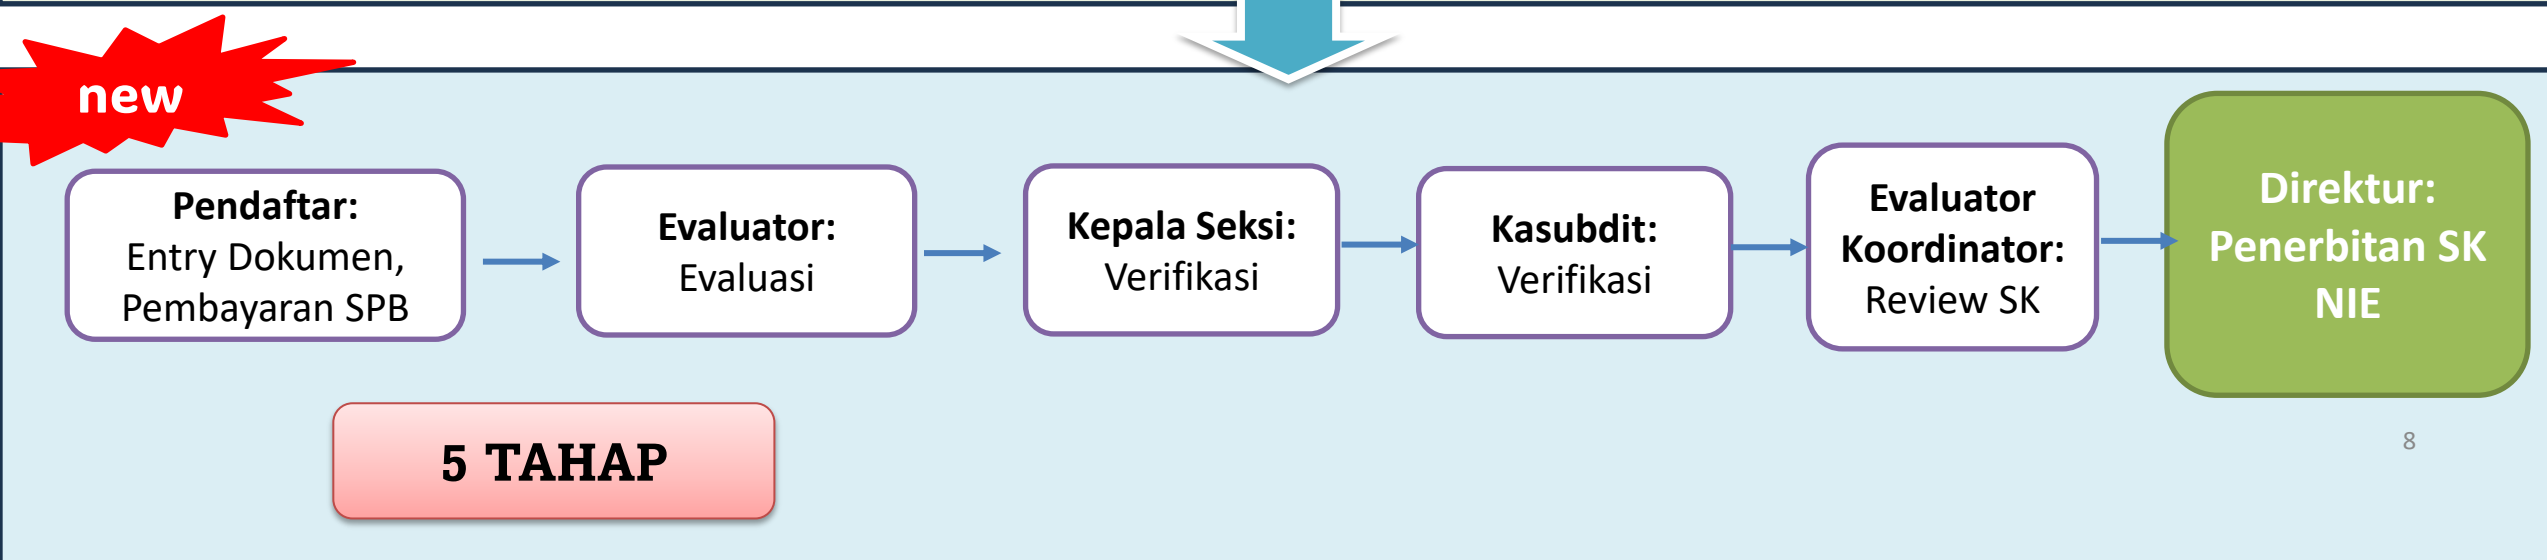 new
Pendaftar:
Entry Dokumen,
Pembayaran SPB
Evaluator:
Evaluasi
Kepala Seksi:
Verifikasi
Kasubdit:
Verifikasi
Evaluator
Koordinator:
Review SK
Direktur:
Penerbitan SK
NIE
5 TAHAP
8